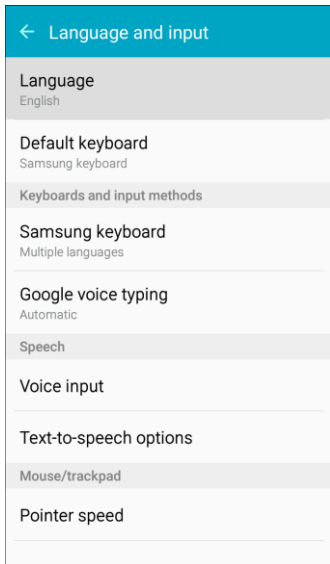 Language and input
Language
English
Default keyboard
Samsung keyboard
Keyboards and input methods
Samsung keyboard
Multiple languages
Google voice typing
Automatic
Speech
Voice input
Text-to-speech options
Mouse/trackpad
Pointer speed